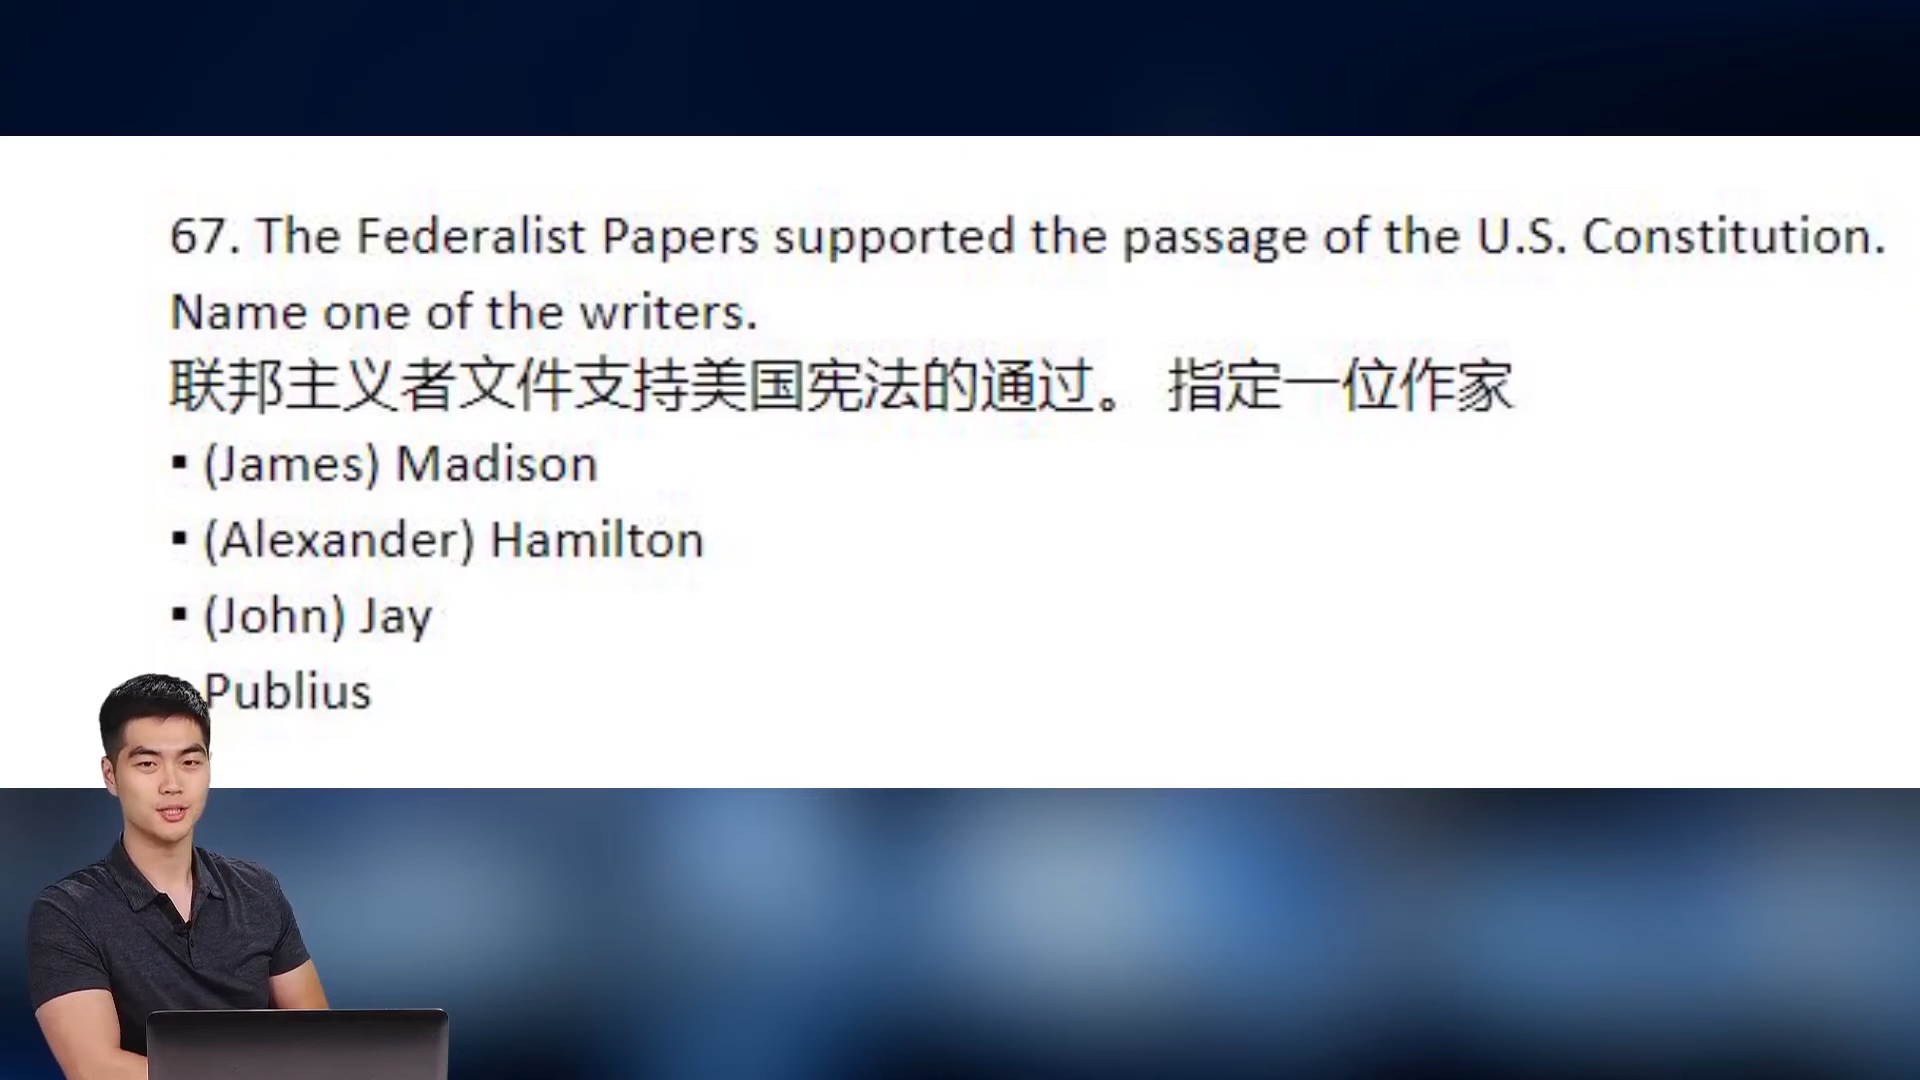 67. The Federalist Papers supported the passage of the U.S. Constitution.
Name one of the writers.
联邦主义者文件支持美国宪法的通过。 指定一位作家
▪ (James) Madison
▪ (Alexander) Hamilton
▪ (John) Jay
Publius